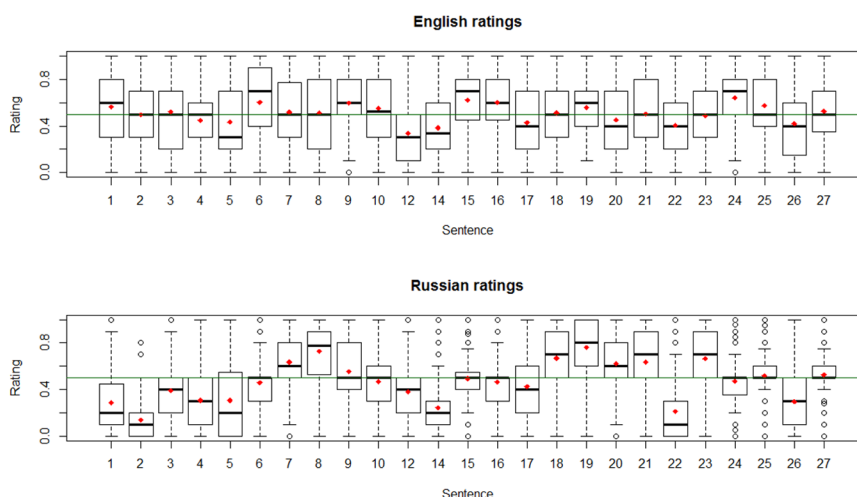 English ratings
Rating
0.8
0.4
0.0
1 2 3 4 5 6 7 8 9 10 12 14 15 16 17 18 19 20 21 22 23 24 25 26 27
Sentence
Russian ratings
Rating
0.8
0.4
0.0
1 2 3 4 5 6 7 8 9 10 12 14 15 16 17 18 19 20 21 22 23 24 25 26 27
Sentence